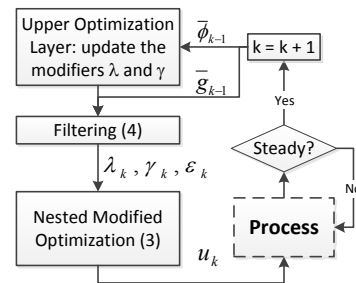 Upper Optimization
Layer: update the
modifiers λ and γ
ϕ̅ₖ₋₁
k = k + 1
g̅ₖ₋₁
Yes
Filtering (4)
Steady?
λₖ , γₖ , εₖ
No
Nested Modified
Optimization (3)
Process
uₖ